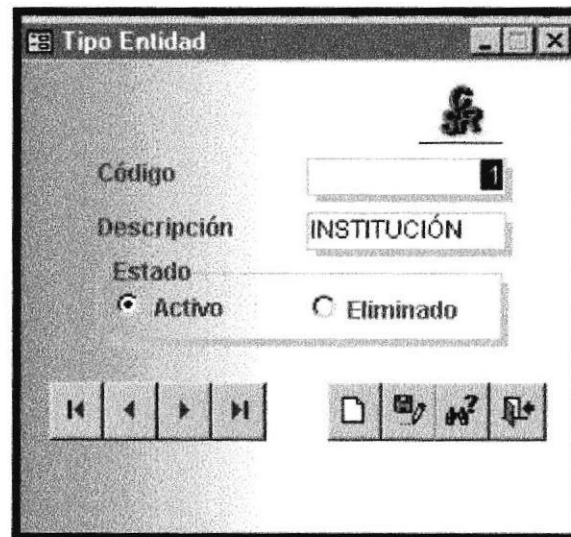 Tipo Entidad
Código 1
Descripción INSTITUCIÓN
Estado
Activo Eliminado